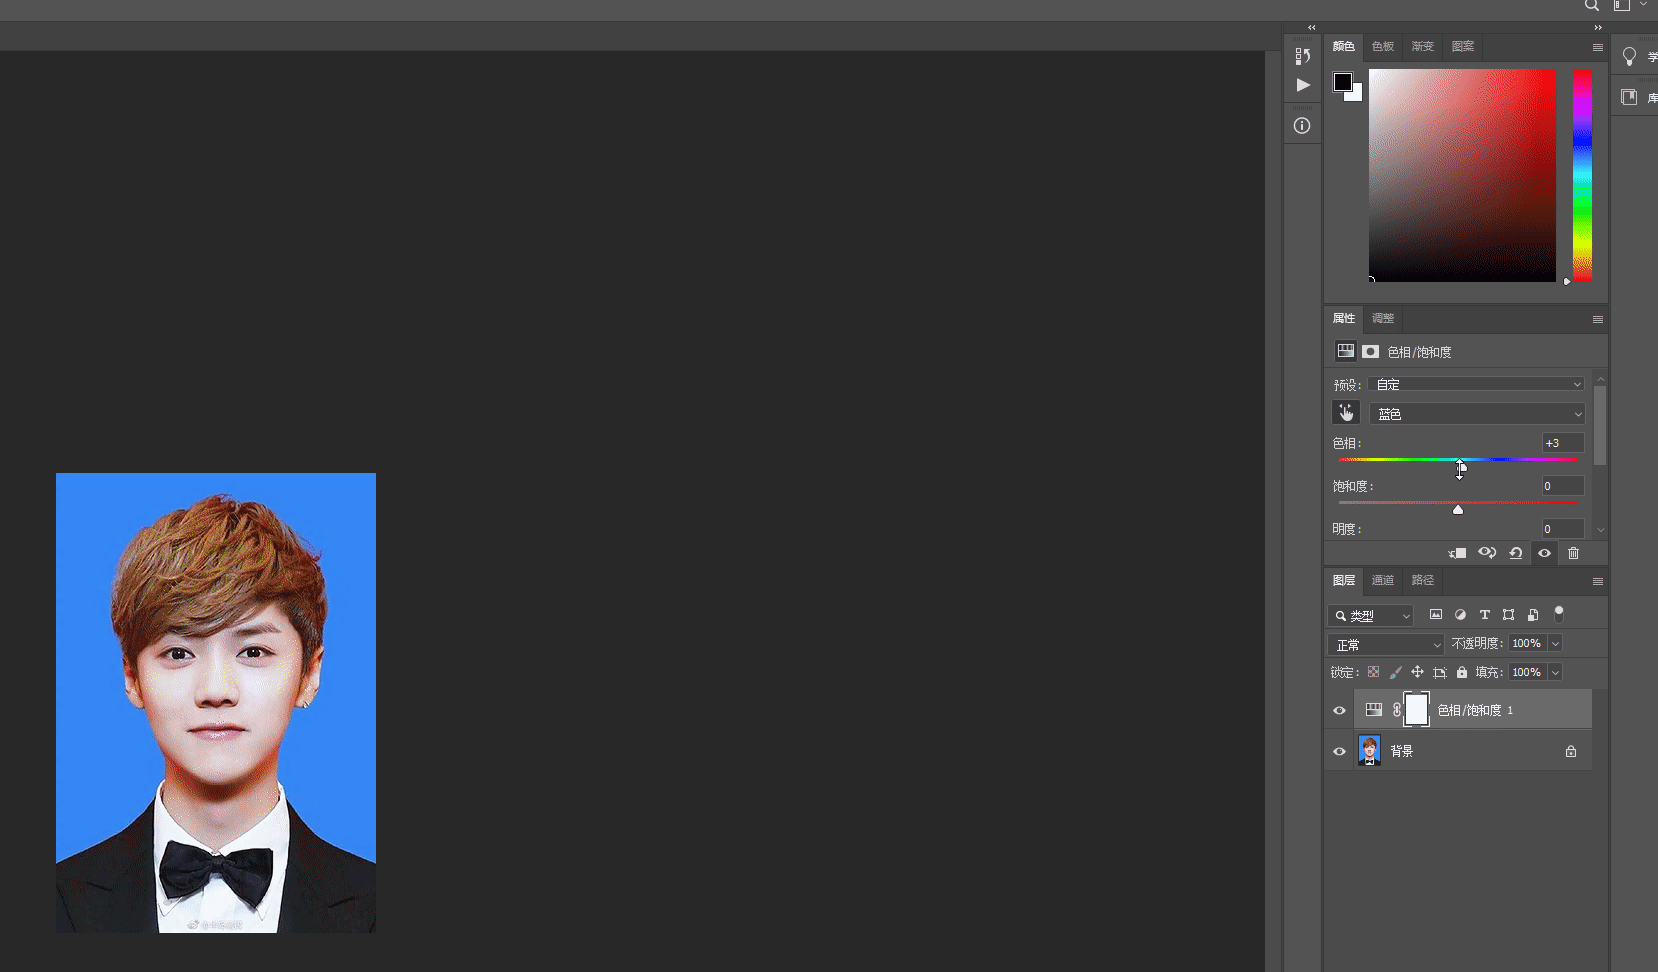 颜色 色板 渐变 图案
学
库
属性 调整
色相/饱和度
预设: 自定
蓝色
色相: +3
饱和度: 0
明度: 0
图层 通道 路径
类型
正常 不透明度: 100%
锁定: 填充: 100%
色相/饱和度 1
背景